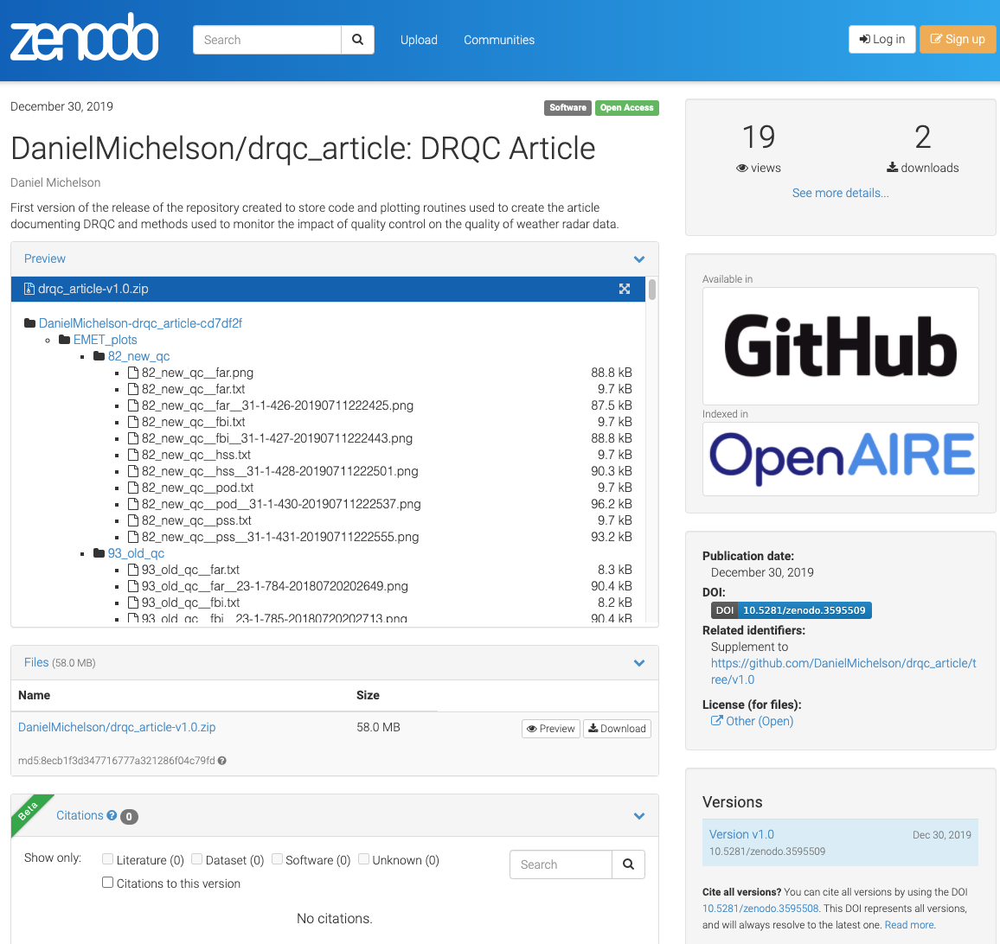 zenodo
Search
Upload
Communities
Log in
Sign up
December 30, 2019
Software
Open Access
DanielMichelson/drqc_article: DRQC Article
Daniel Michelson
First version of the release of the repository created to store code and plotting routines used to create the article
documenting DRQC and methods used to monitor the impact of quality control on the quality of weather radar data.
Preview
drqc_article-v1.0.zip
DanielMichelson-drqc_article-cd7df2f
EMET_plots
82_new_qc
82_new_qc__far.png 88.8 kB
82_new_qc__far.txt 9.7 kB
82_new_qc__far__31-1-426-20190711222425.png 87.5 kB
82_new_qc__fbi.txt 9.7 kB
82_new_qc__fbi__31-1-427-20190711222443.png 88.8 kB
82_new_qc__hss.txt 9.7 kB
82_new_qc__hss__31-1-428-20190711222501.png 90.3 kB
82_new_qc__pod.txt 9.7 kB
82_new_qc__pod__31-1-430-20190711222537.png 96.2 kB
82_new_qc__pss.txt 9.7 kB
82_new_qc__pss__31-1-431-20190711222555.png 93.2 kB
93_old_qc
93_old_qc__far.txt 8.3 kB
93_old_qc__far__23-1-784-20180720202649.png 90.4 kB
93_old_qc__fbi.txt 8.2 kB
93_old_qc__fbi__23-1-785-20180720202713.png 90.4 kB
Files (58.0 MB)
Name Size
DanielMichelson/drqc_article-v1.0.zip 58.0 MB Preview Download
md5:8ecb1f3d347716777a321286f04c79fd
Beta
Citations 0
Show only: Literature (0) Dataset (0) Software (0) Unknown (0)
Citations to this version
Search
No citations.
19 2
views downloads
See more details...
Available in
GitHub
Indexed in
OpenAIRE
Publication date:
December 30, 2019
DOI:
DOI 10.5281/zenodo.3595509
Related identifiers:
Supplement to
https://github.com/DanielMichelson/drqc_article/t
ree/v1.0
License (for files):
Other (Open)
Versions
Version v1.0 Dec 30, 2019
10.5281/zenodo.3595509
Cite all versions? You can cite all versions by using the DOI
10.5281/zenodo.3595508. This DOI represents all versions,
and will always resolve to the latest one. Read more.